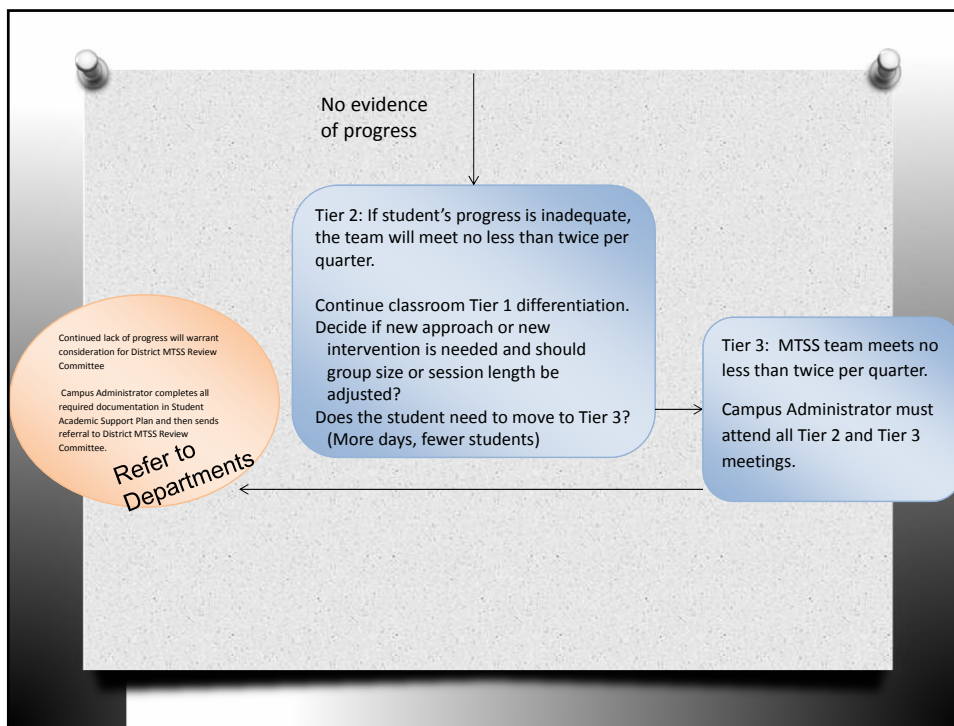 No evidence
of progress
Tier 2: If student’s progress is inadequate,
the team will meet no less than twice per
quarter.
Continue classroom Tier 1 differentiation.
Decide if new approach or new
intervention is needed and should
group size or session length be
adjusted?
Does the student need to move to Tier 3?
(More days, fewer students)
Tier 3:  MTSS team meets no
less than twice per quarter.
Campus Administrator must
attend all Tier 2 and Tier 3
meetings.
Continued lack of progress will warrant
consideration for District MTSS Review
Committee
Campus Administrator completes all
required documentation in Student
Academic Support Plan and then sends
referral to District MTSS Review
Committee.
Refer to
Departments